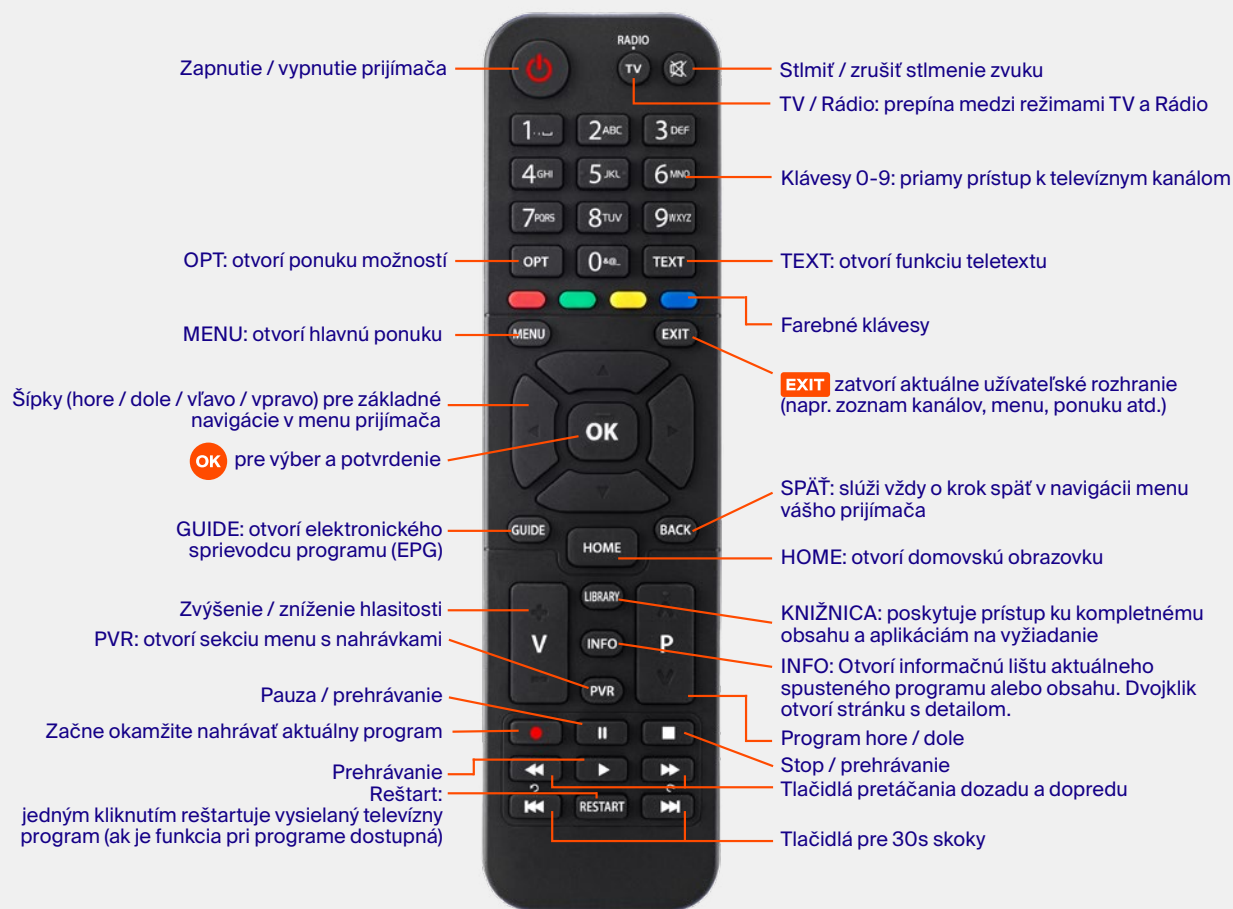 Zapnutie / vypnutie prijímača
RADIO
TV
Stlmiť / zrušiť stlmenie zvuku
TV / Rádio: prepína medzi režimami TV a Rádio
1.,
2ABC
3DEF
4GHI
5JKL
6MNO
Klávesy 0-9: priamy prístup k televíznym kanálom
7PQRS
8TUV
9WXYZ
OPT: otvorí ponuku možností
OPT
0&@..
TEXT
TEXT: otvorí funkciu teletextu
Farebné klávesy
MENU: otvorí hlavnú ponuku
MENU
EXIT
EXIT zatvorí aktuálne užívateľské rozhranie
(napr. zoznam kanálov, menu, ponuku atd.)
Šípky (hore / dole / vľavo / vpravo) pre základné
navigácie v menu prijímača
OK
OK pre výber a potvrdenie
SPÄŤ: slúži vždy o krok späť v navigácii menu
vášho prijímača
GUIDE: otvorí elektronického
sprievodcu programu (EPG)
GUIDE
HOME
BACK
HOME: otvorí domovskú obrazovku
Zvýšenie / zníženie hlasitosti
V
LIBRARY
P
KNIŽNICA: poskytuje prístup ku kompletnému
obsahu a aplikáciám na vyžiadanie
PVR: otvorí sekciu menu s nahrávkami
INFO
INFO: Otvorí informačnú lištu aktuálneho
spusteného programu alebo obsahu. Dvojklik
otvorí stránku s detailom.
PVR
Pauza / prehrávanie
Začne okamžite nahrávať aktuálny program
Program hore / dole
Stop / prehrávanie
Prehrávanie
Tlačidlá pretáčania dozadu a dopredu
Reštart:
jedným kliknutím reštartuje vysielaný televízny
program (ak je funkcia pri programe dostupná)
RESTART
Tlačidlá pre 30s skoky